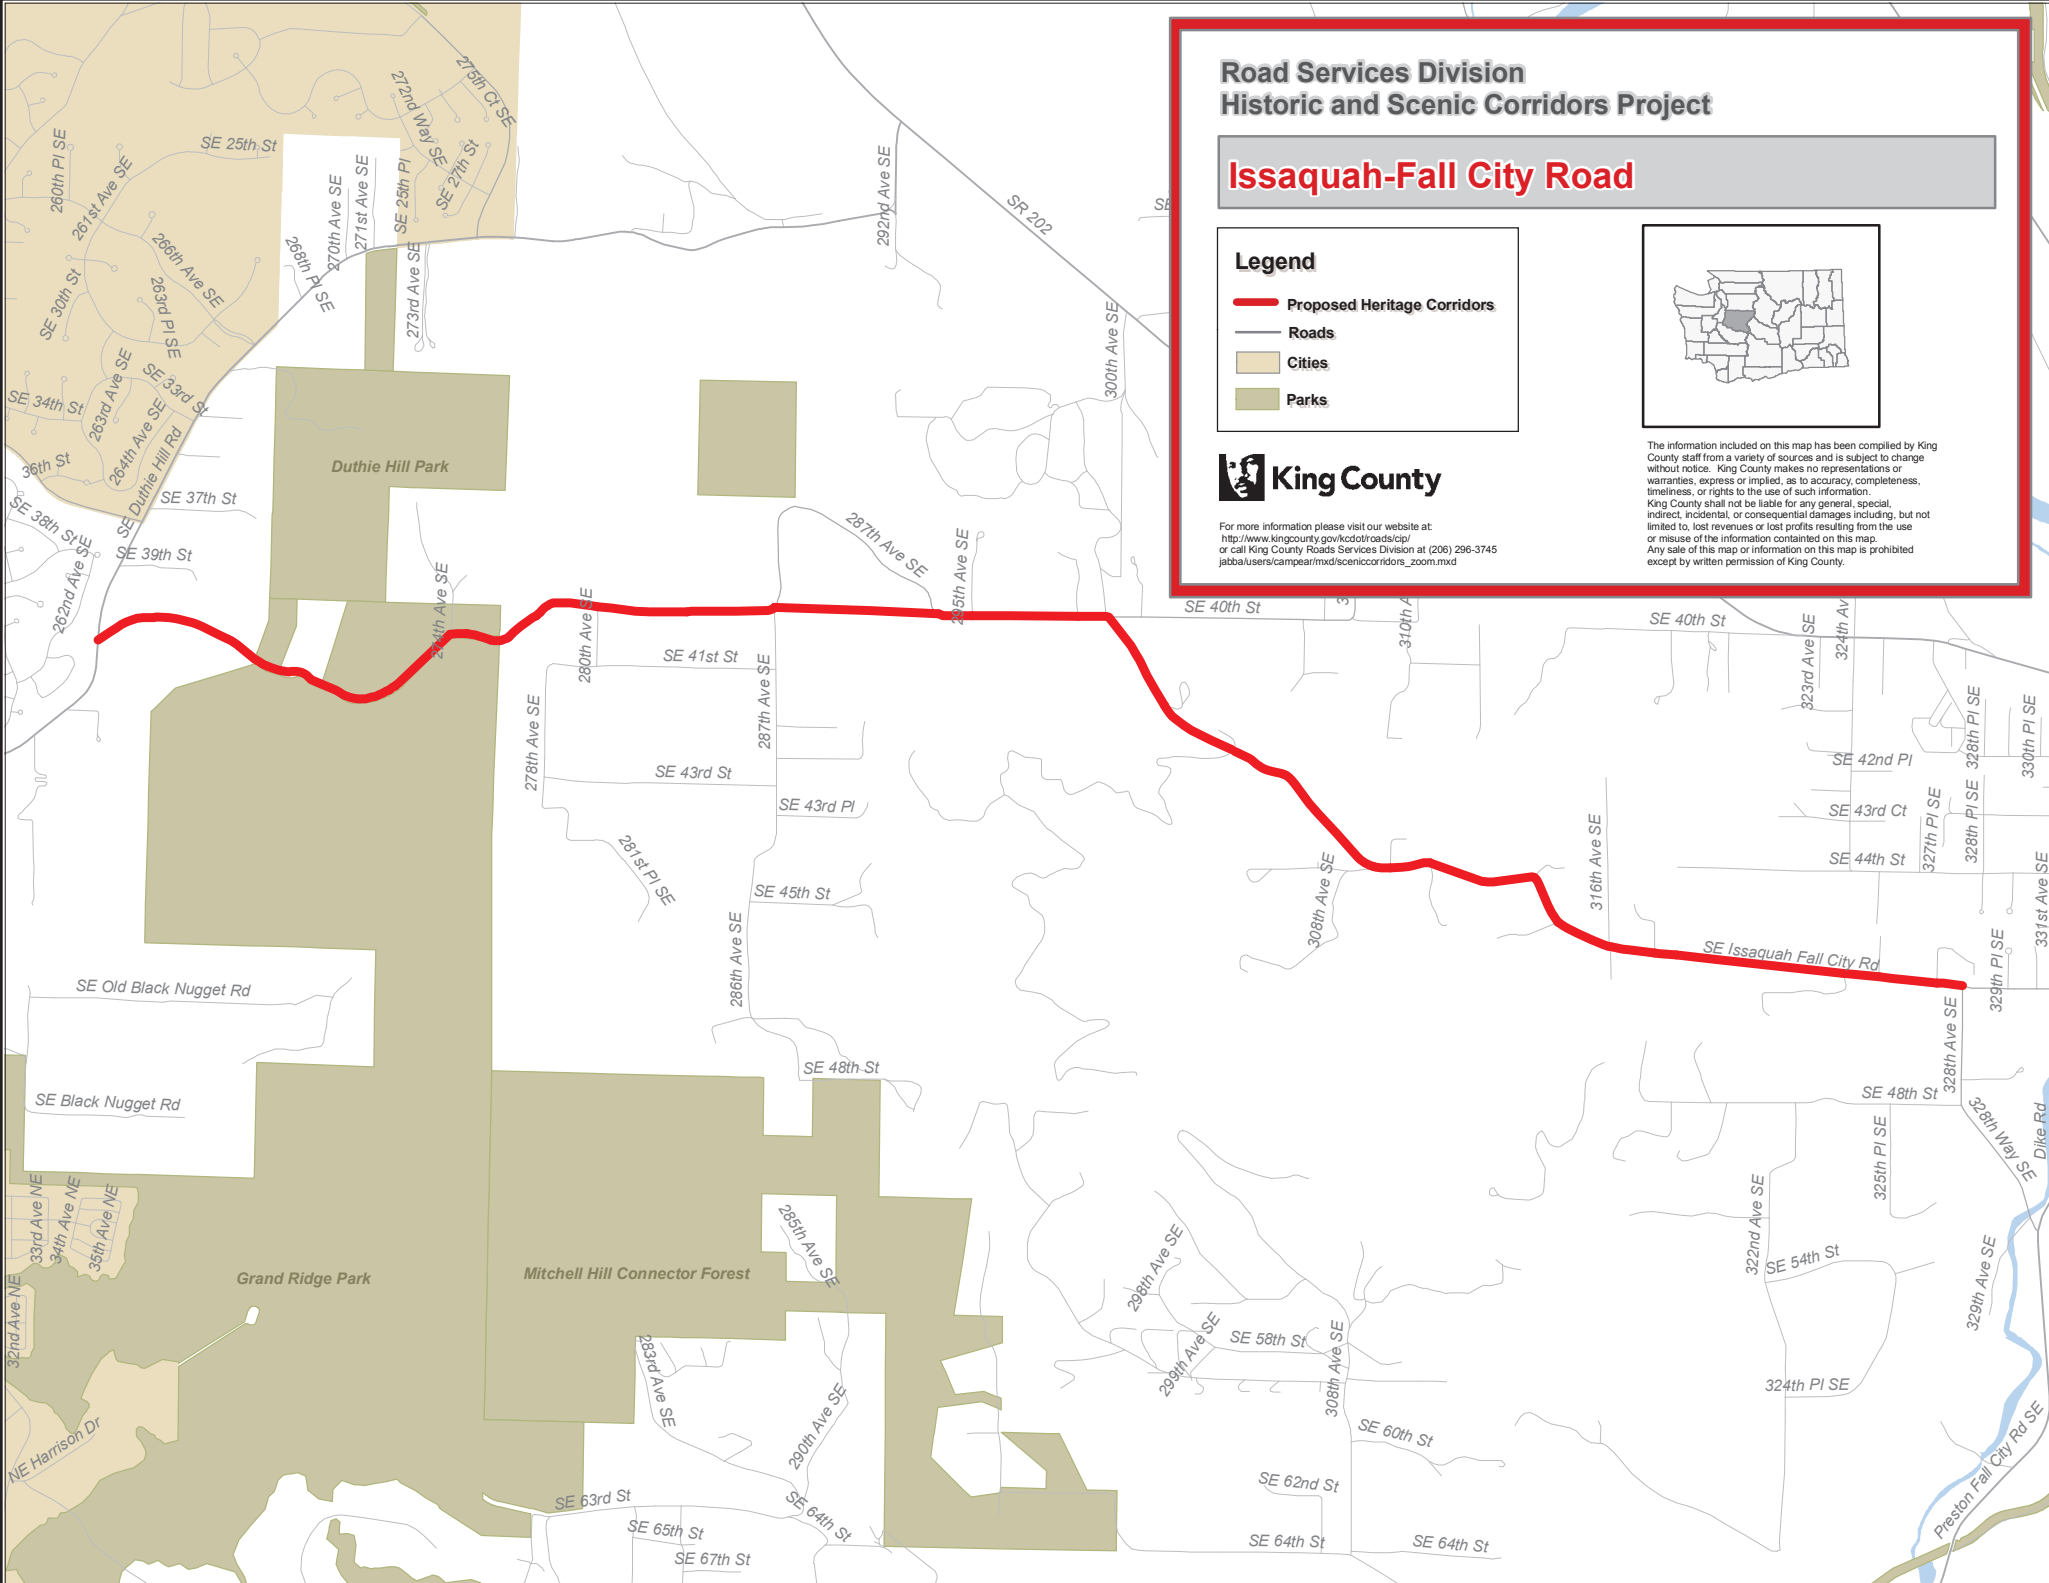 Road Services Division
Historic and Scenic Corridors Project
Issaquah-Fall City Road
Legend
Proposed Heritage Corridors
Roads
Cities
Parks
King County
For more information please visit our website at:
http://www.kingcounty.gov/kcdot/roads/cip/
or call King County Roads Services Division at (206) 296-3745
jabba/users/campear/mxd/sceniccorridors_zoom.mxd
The information included on this map has been compilied by King
County staff from a variety of sources and is subject to change
without notice. King County makes no representations or
warranties, express or implied, as to accuracy, completeness,
timeliness, or rights to the use of such information.
King County shall not be liable for any general, special,
indirect, incidental, or consequential damages including, but not
limited to, lost revenues or lost profits resulting from the use
or misuse of the information containted on this map.
Any sale of this map or information on this map is prohibited
except by written permission of King County.
275th Ct SE
272nd Way SE
SE 27th St
SE 25th St
260th Pl SE
261st Ave SE
270th Ave SE
271st Ave SE
SE 25th Pl
268th Pl SE
273rd Ave SE
266th Ave SE
263rd Pl SE
SE 30th St
292nd Ave SE
SR 202
SE
300th Ave SE
SE 33rd St
263rd Ave SE
264th Ave SE
SE 34th St
36th St
SE Duthie Hill Rd
Duthie Hill Park
SE 37th St
SE 38th St
SE 39th St
262nd Ave SE
274th Ave SE
280th Ave SE
287th Ave SE
295th Ave SE
SE 40th St
310th A
SE 40th St
323rd Ave SE
324th Av
SE 41st St
287th Ave SE
278th Ave SE
SE 43rd St
SE 43rd Pl
281st Pl SE
SE 45th St
286th Ave SE
308th Ave SE
316th Ave SE
SE 42nd Pl
SE 43rd Ct
SE 44th St
327th Pl SE
328th Pl SE
328th Pl SE
330th Pl SE
331st Ave SE
329th Pl SE
SE Issaquah Fall City Rd
SE Old Black Nugget Rd
SE Black Nugget Rd
SE 48th St
328th Ave SE
SE 48th St
328th Way SE
Dike Rd
325th Pl SE
322nd Ave SE
SE 54th St
329th Ave SE
33rd Ave NE
34th Ave NE
35th Ave NE
32nd Ave NE
Grand Ridge Park
Mitchell Hill Connector Forest
285th Ave SE
298th Ave SE
299th Ave SE
SE 58th St
308th Ave SE
324th Pl SE
283rd Ave SE
290th Ave SE
NE Harrison Dr
SE 60th St
SE 62nd St
SE 63rd St
SE 64th St
SE 65th St
SE 67th St
SE 64th St
SE 64th St
Preston Fall City Rd SE